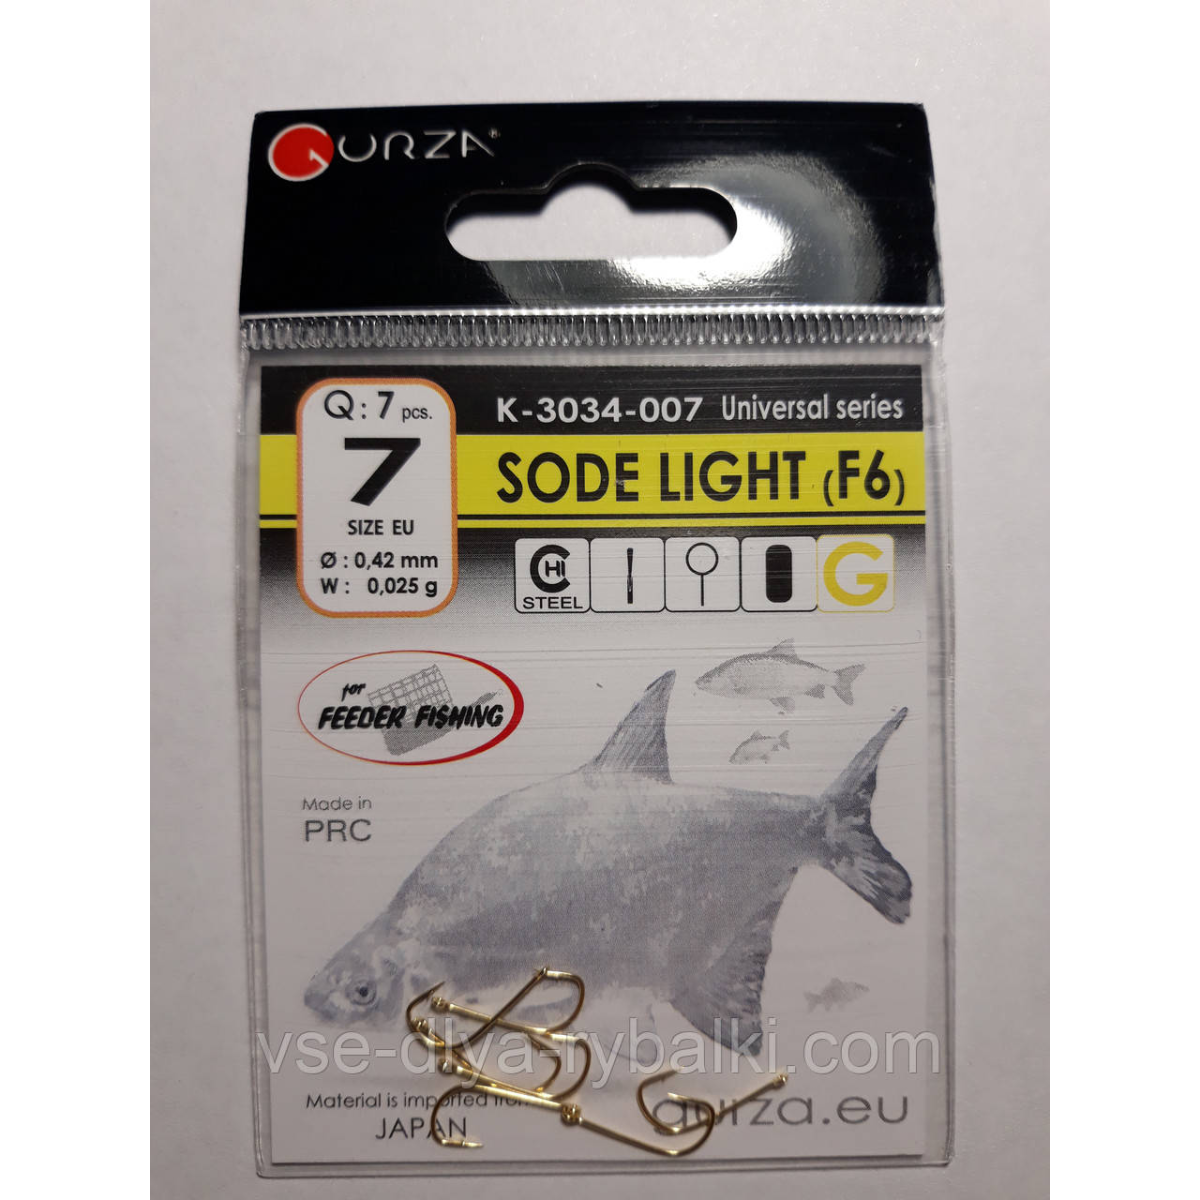 GURZA®
Q: 7 pcs.
7
SIZE EU
Ø : 0,42 mm
W : 0,025 g
K-3034-007 Universal series
SODE LIGHT (F6)
C HI
STEEL
G
for
FEEDER FISHING
Made in
PRC
vse-dlya-rybalki.com
Material is imported from
JAPAN
gurza.eu